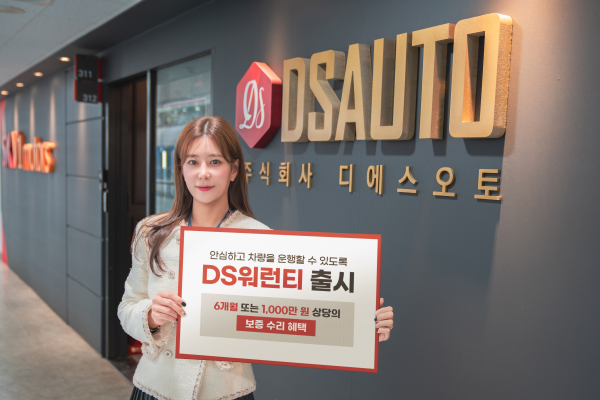 311
312
DS
DSAUTO
주식회사 디에스오토
안심하고 차량을 운행할 수 있도록
DS워런티 출시
6개월 또는 1,000만 원 상당의
보증 수리 혜택